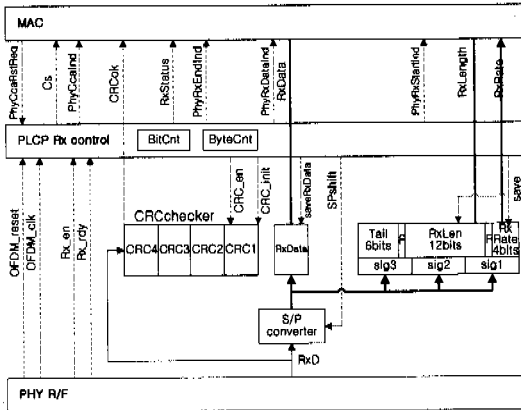 MAC
PhyCcaRstReq
Cs
PhyCcaInd
CRCok
RxStatus
PhyRxEndInd
PhyRxDataInd
RxData
PhyRxStartInd
RxLength
RxRate
PLCP Rx control
BitCnt
ByteCnt
OFDM_reset
OFDM_clk
Rx_en
Rx_rdy
CRC_en
CRC_init
saveRxData
SPshift
save
CRCchecker
CRC4
CRC3
CRC2
CRC1
RxData
Tail
6bits
P
RxLen
12bits
R
Rx
Rate
4bits
sig3
sig2
sig1
S/P
converter
RxD
PHY R/F